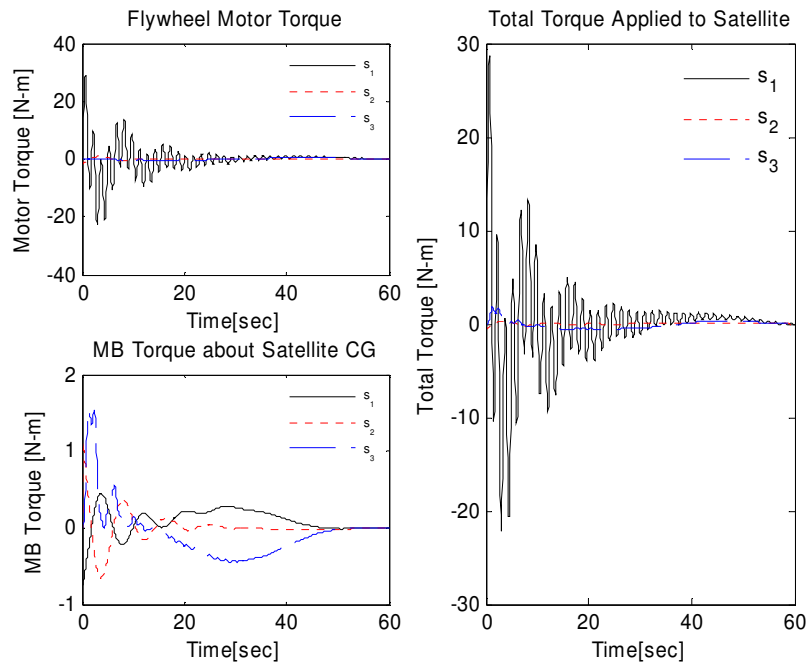 Flywheel Motor Torque
Motor Torque [N-m]
40
20
0
-20
-40
0 20 40 60
Time[sec]
s1
s2
s3
MB Torque about Satellite CG
MB Torque [N-m]
2
1
0
-1
0 20 40 60
Time[sec]
s1
s2
s3
Total Torque Applied to Satellite
Total Torque [N-m]
30
20
10
0
-10
-20
-30
0 20 40 60
Time[sec]
s1
s2
s3